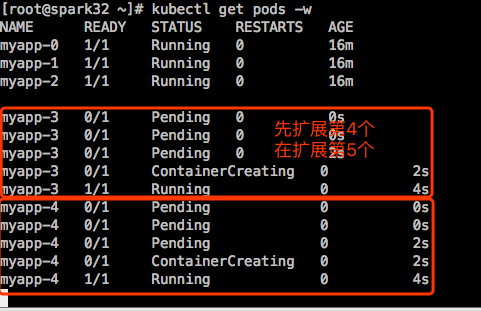 [root@spark32 ~]# kubectl get pods -w
NAME READY STATUS RESTARTS AGE
myapp-0 1/1 Running 0 16m
myapp-1 1/1 Running 0 16m
myapp-2 1/1 Running 0 16m
myapp-3 0/1 Pending 0 0s
myapp-3 0/1 Pending 0 0s
myapp-3 0/1 Pending 0 2s
myapp-3 0/1 ContainerCreating 0 2s
myapp-3 1/1 Running 0 4s
先扩展第4个
在扩展第5个
myapp-4 0/1 Pending 0 0s
myapp-4 0/1 Pending 0 0s
myapp-4 0/1 Pending 0 2s
myapp-4 0/1 ContainerCreating 0 2s
myapp-4 1/1 Running 0 4s